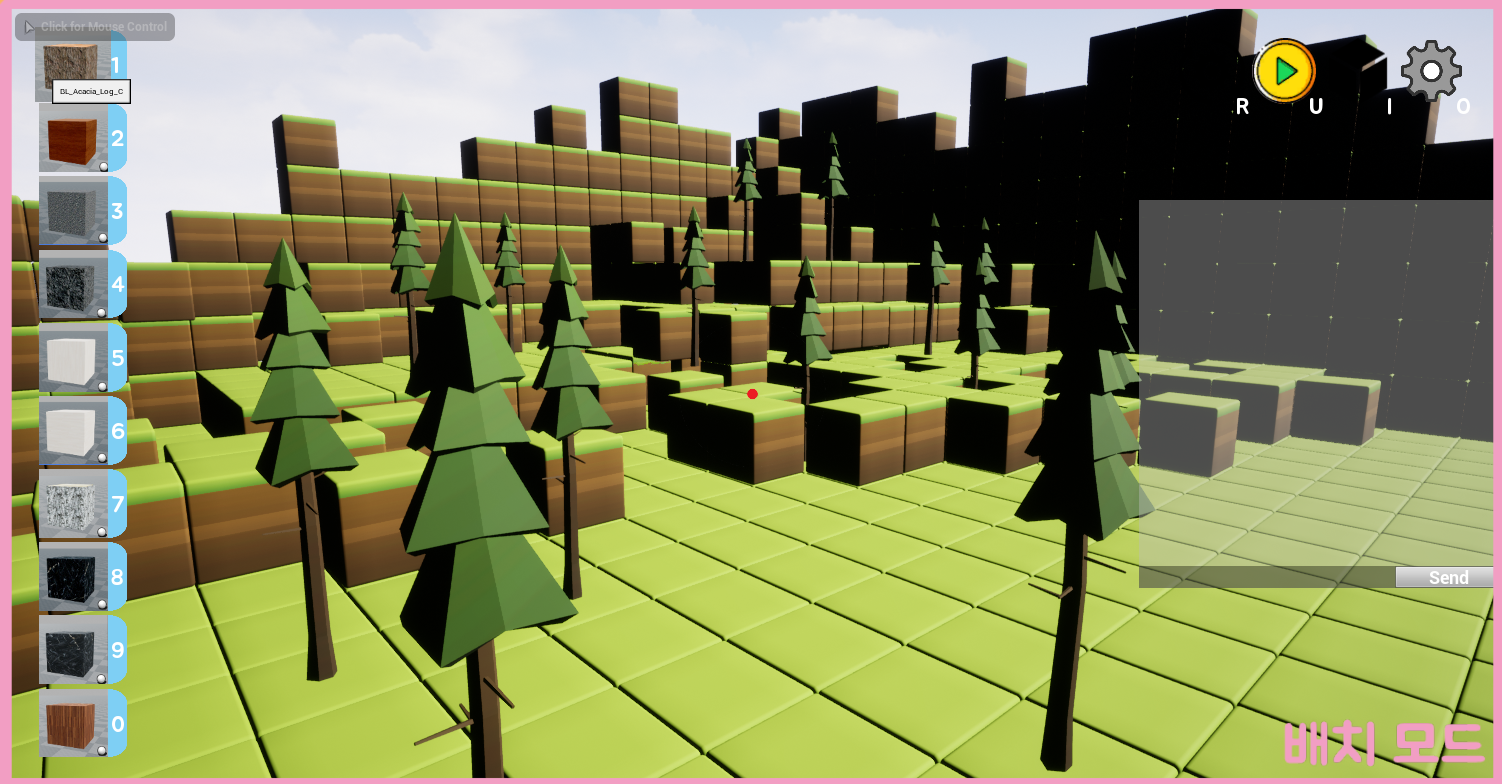 Click for Mouse Control
1
BL_Acacia_Log_C
2
3
4
5
6
7
8
9
0
R U I O
Send
배치 모드